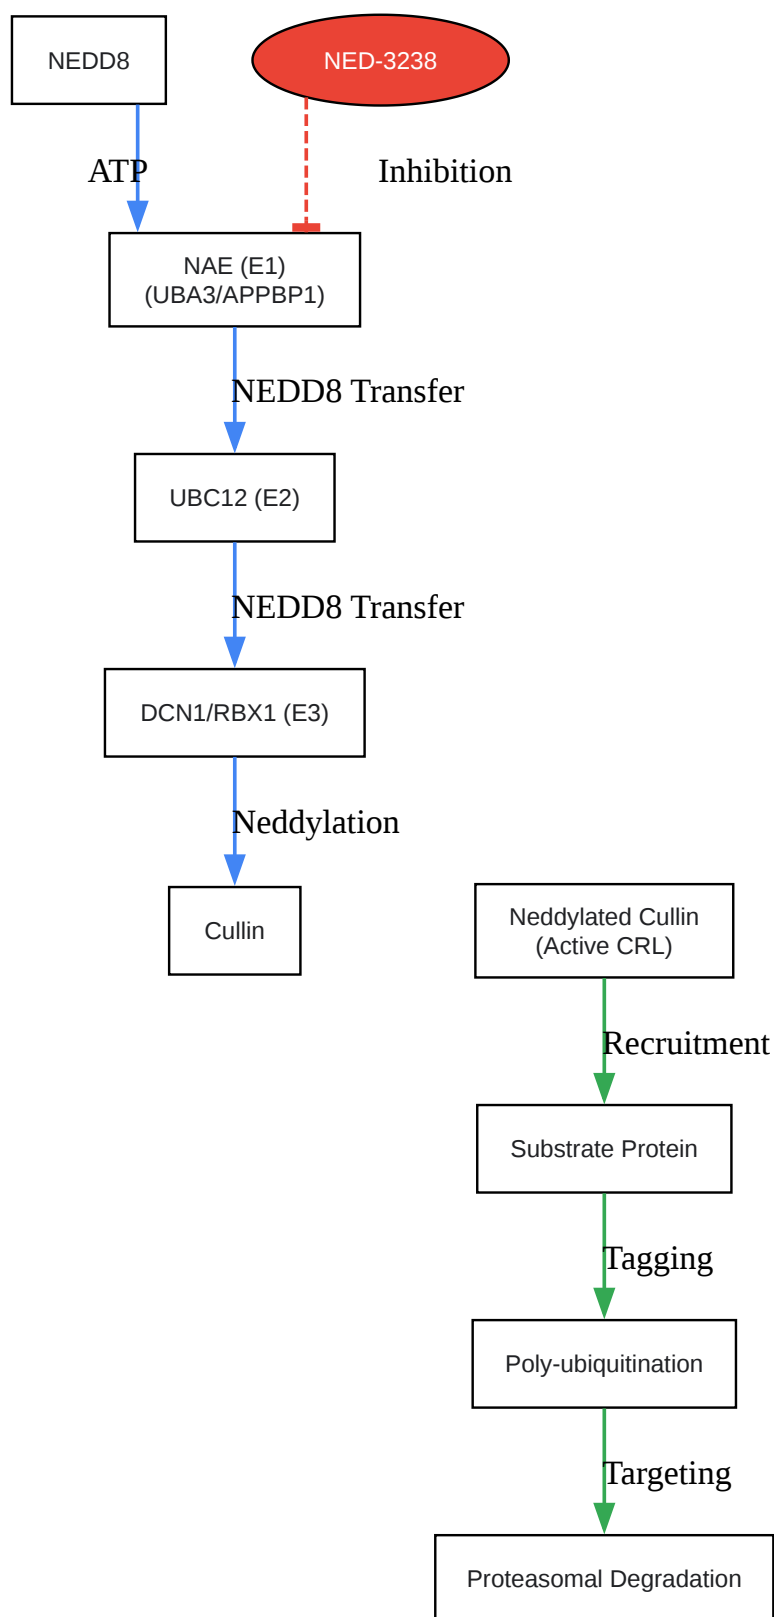 NEDD8
NED-3238
ATP
Inhibition
NAE (E1)
(UBA3/APPBP1)
NEDD8 Transfer
UBC12 (E2)
NEDD8 Transfer
DCN1/RBX1 (E3)
Neddylation
Cullin
Neddylated Cullin
(Active CRL)
Recruitment
Substrate Protein
Tagging
Poly-ubiquitination
Targeting
Proteasomal Degradation